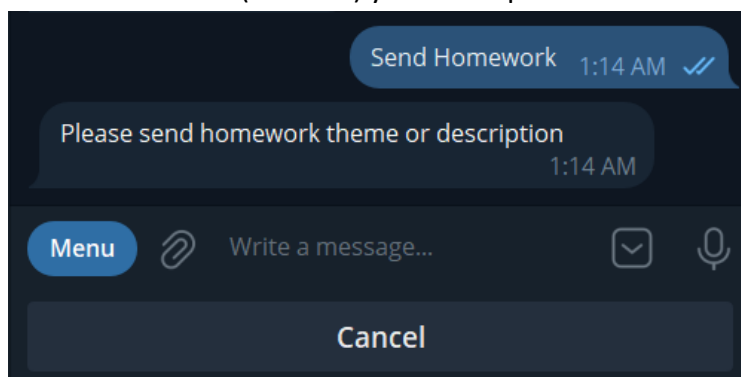 Send Homework 1:14 AM
Please send homework theme or description
1:14 AM
Menu Write a message...
Cancel